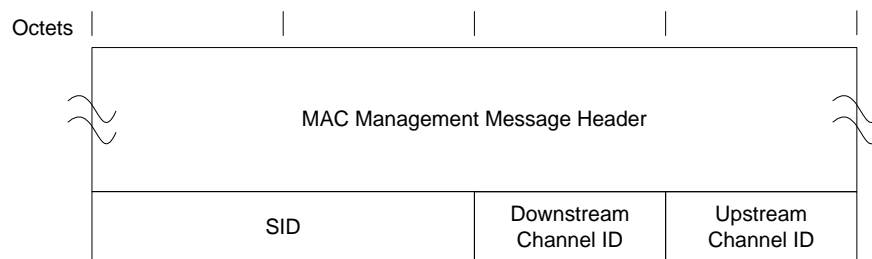 Octets
MAC Management Message Header
SID
Downstream
Channel ID
Upstream
Channel ID